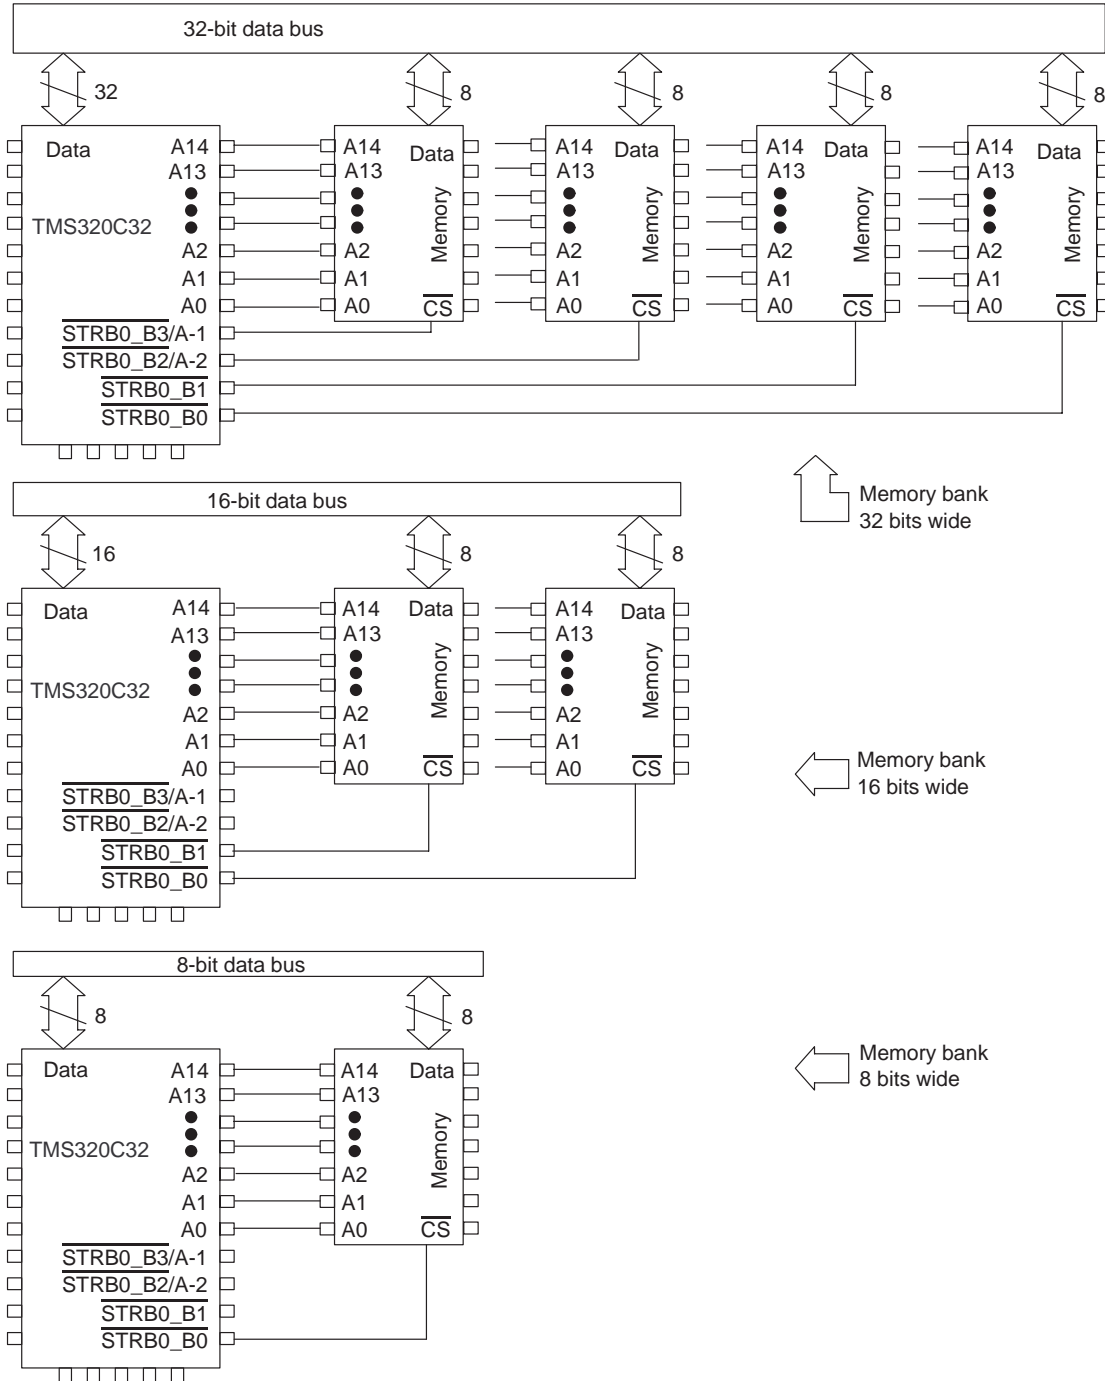 32-bit data bus
32 8 8 8 8
Data A14 A14 Data A14 Data A14 Data A14 Data
A13 A13 A13 A13 A13
TMS320C32 Memory Memory Memory Memory
A2 A2 A2 A2 A2
A1 A1 A1 A1 A1
A0 A0 CS A0 CS A0 CS A0 CS
STRB0_B3/A-1
STRB0_B2/A-2
STRB0_B1
STRB0_B0
Memory bank
32 bits wide
16-bit data bus
16 8 8
Data A14 A14 Data A14 Data
A13 A13 A13
TMS320C32 Memory Memory
A2 A2 A2
A1 A1 A1
A0 A0 CS A0 CS
STRB0_B3/A-1
STRB0_B2/A-2
STRB0_B1
STRB0_B0
Memory bank
16 bits wide
8-bit data bus
8 8
Data A14 A14 Data
A13 A13
TMS320C32 Memory
A2 A2
A1 A1
A0 A0 CS
STRB0_B3/A-1
STRB0_B2/A-2
STRB0_B1
STRB0_B0
Memory bank
8 bits wide